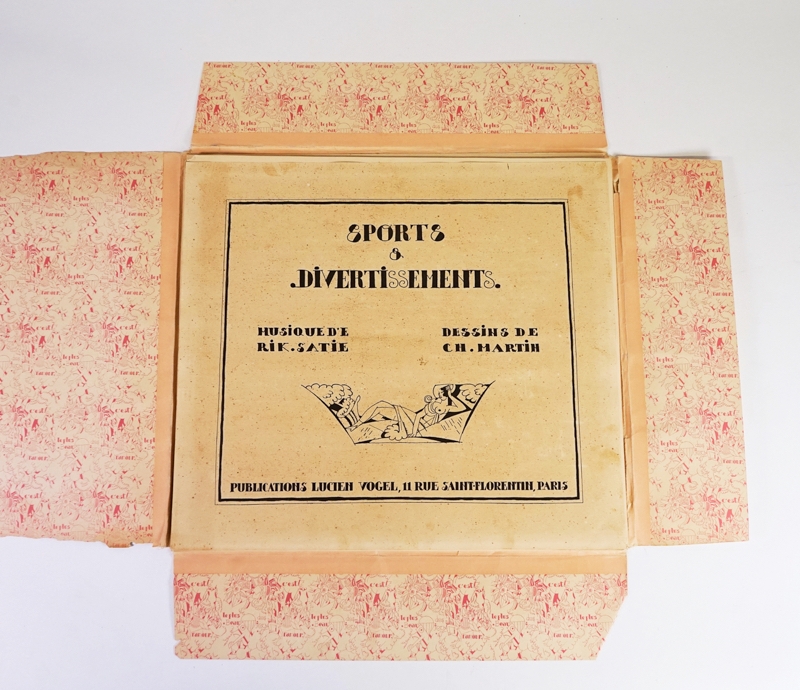 SPORTS
&
.DIVERTISSEMENTS.
MUSIQUE D'E
RIK.SATIE
DESSINS DE
CH.MARTIN
PUBLICATIONS LUCIEN VOGEL, 11 RUE SAINT-FLORENTIN, PARIS